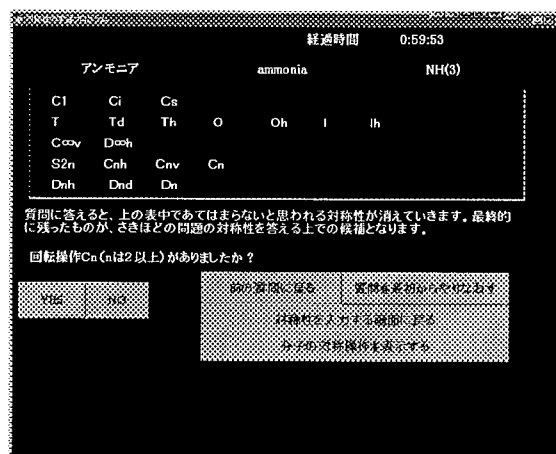 経過時間 0:59:53
アンモニア ammonia NH(3)
C1 Ci Cs
T Td Th O Oh I Ih
C∞v D∞h
S2n Cnh Cnv Cn
Dnh Dnd Dn
質問に答えると、上の表中であてはまらないと思われる対称性が消えていきます。最終的
に残ったものが、さきほどの問題の対称性を答える上での候補となります。
回転操作Cn(nは2以上)がありましたか？
前の質問に戻る 質問を最初からやりなおす
YES NO
対称性を入力する画面に戻る
分子の対称操作を表示する